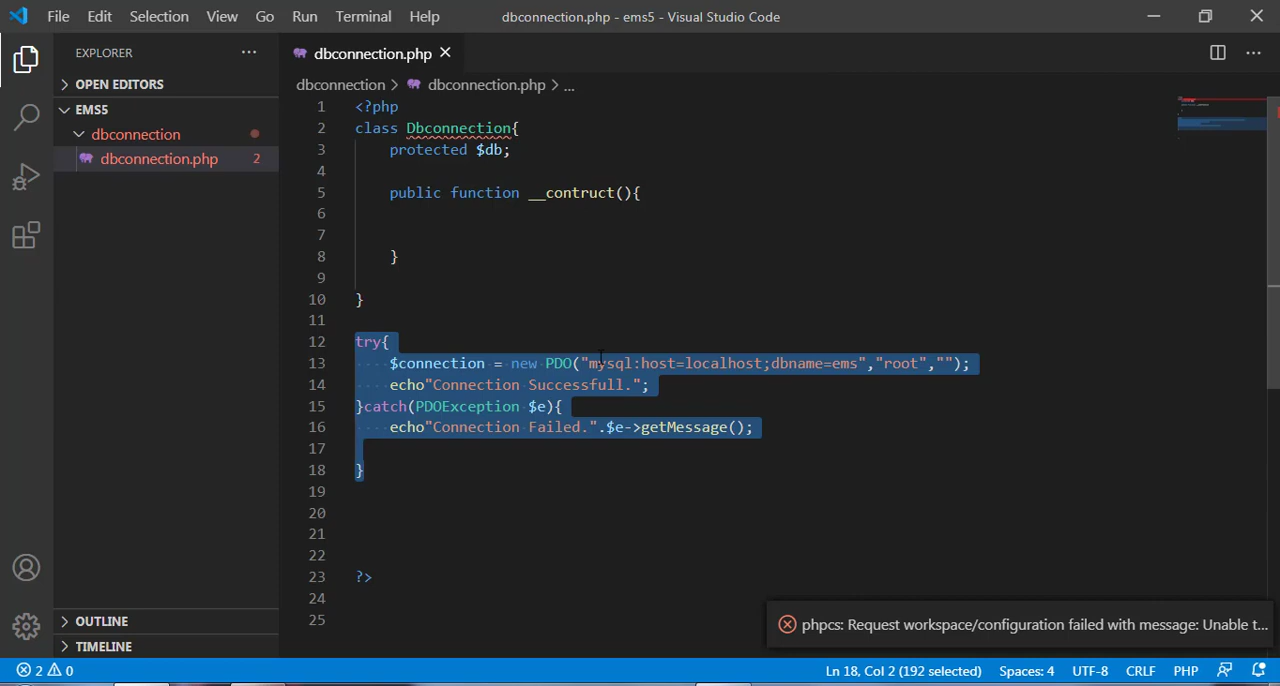 File Edit Selection View Go Run Terminal Help dbconnection.php - ems5 - Visual Studio Code
EXPLORER ...
OPEN EDITORS
EMS5
dbconnection
dbconnection.php 2
OUTLINE
TIMELINE
dbconnection.php
dbconnection > dbconnection.php > ...
1 <?php
2 class Dbconnection{
3 protected $db;
4
5 public function __contruct(){
6
7
8 }
9
10 }
11
12 try{
13 $connection = new PDO("mysql:host=localhost;dbname=ems","root","");
14 echo"Connection Successfull.";
15 }catch(PDOException $e){
16 echo"Connection Failed.".$e->getMessage();
17
18 }
19
20
21
22
23 ?>
24
25
phpcs: Request workspace/configuration failed with message: Unable t...
2 0 Ln 18, Col 2 (192 selected) Spaces: 4 UTF-8 CRLF PHP